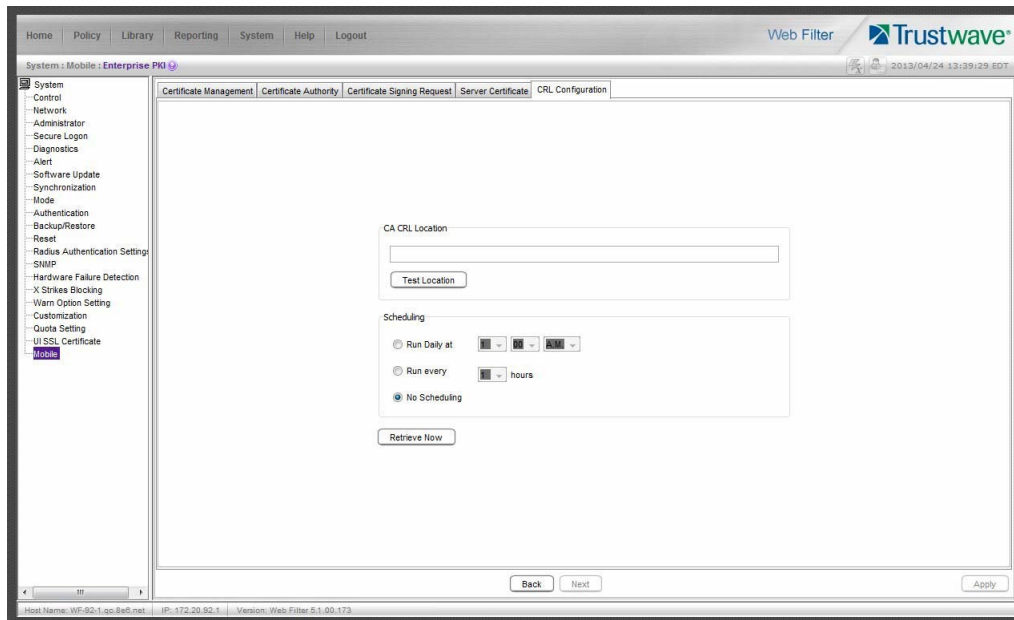 Home Policy Library Reporting System Help Logout
Web Filter
Trustwave®
System : Mobile : Enterprise PKI
2013/04/24 13:39:29 EDT
System
Control
Network
Administrator
Secure Logon
Diagnostics
Alert
Software Update
Synchronization
Mode
Authentication
Backup/Restore
Reset
Radius Authentication Settings
SNMP
Hardware Failure Detection
X Strikes Blocking
Warn Option Setting
Customization
Quota Setting
UI SSL Certificate
Mobile
Certificate Management Certificate Authority Certificate Signing Request Server Certificate CRL Configuration
CA CRL Location
Test Location
Scheduling
Run Daily at 1 00 A.M.
Run every 1 hours
No Scheduling
Retrieve Now
Back Next Apply
Host Name: WF-92-1.qc.8e6.net IP: 172.20.92.1 Version: Web Filter 5.1.00.173